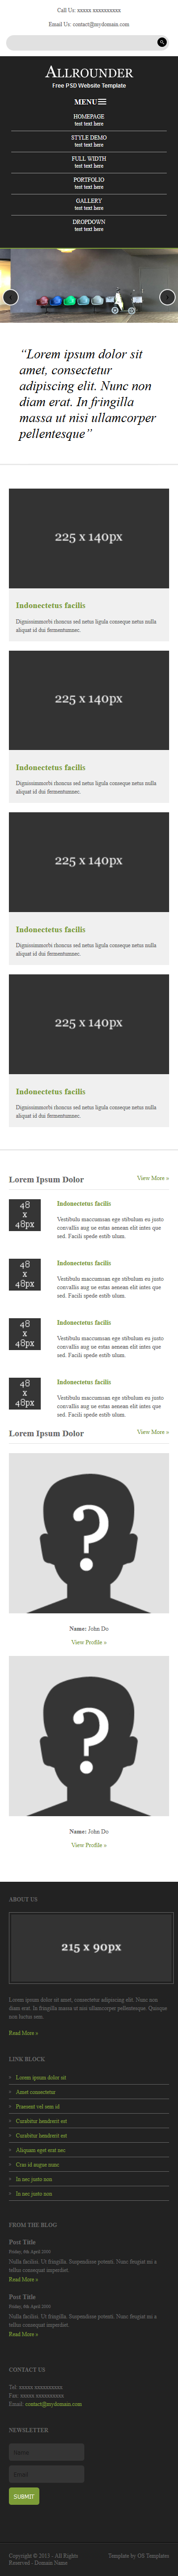 Call Us: xxxxx xxxxxxxxxx
Email Us: contact@mydomain.com
ALLROUNDER
Free PSD Website Template
MENU
HOMEPAGE
test text here
STYLE DEMO
test text here
FULL WIDTH
test text here
PORTFOLIO
test text here
GALLERY
test text here
DROPDOWN
test text here
“Lorem ipsum dolor sit
amet, consectetur
adipiscing elit. Nunc non
diam erat. In fringilla
massa ut nisi ullamcorper
pellentesque”
225 x 140px
Indonectetus facilis
Dignissimmorbi rhoncus sed netus ligula conseque netus nulla
aliquat id dui fermentumnec.
225 x 140px
Indonectetus facilis
Dignissimmorbi rhoncus sed netus ligula conseque netus nulla
aliquat id dui fermentumnec.
225 x 140px
Indonectetus facilis
Dignissimmorbi rhoncus sed netus ligula conseque netus nulla
aliquat id dui fermentumnec.
225 x 140px
Indonectetus facilis
Dignissimmorbi rhoncus sed netus ligula conseque netus nulla
aliquat id dui fermentumnec.
Lorem Ipsum Dolor
View More »
48
x
48px
Indonectetus facilis
Vestibulu maccumsan ege stibulum eu justo
convallis aug ue estas aenean elit intes que
sed. Facili spede estib ulum.
48
x
48px
Indonectetus facilis
Vestibulu maccumsan ege stibulum eu justo
convallis aug ue estas aenean elit intes que
sed. Facili spede estib ulum.
48
x
48px
Indonectetus facilis
Vestibulu maccumsan ege stibulum eu justo
convallis aug ue estas aenean elit intes que
sed. Facili spede estib ulum.
48
x
48px
Indonectetus facilis
Vestibulu maccumsan ege stibulum eu justo
convallis aug ue estas aenean elit intes que
sed. Facili spede estib ulum.
Lorem Ipsum Dolor
View More »
Name: John Do
View Profile »
Name: John Do
View Profile »
ABOUT US
215 x 90px
Lorem ipsum dolor sit amet, consectetur adipiscing elit. Nunc non
diam erat. In fringilla massa ut nisi ullamcorper pellentesque. Quisque
non luctus sem.
Read More »
LINK BLOCK
Lorem ipsum dolor sit
Amet consectetur
Praesent vel sem id
Curabitur hendrerit est
Curabitur hendrerit est
Aliquam eget erat nec
Cras id augue nunc
In nec justo non
In nec justo non
FROM THE BLOG
Post Title
Friday, 6th April 2000
Nulla facilisi. Ut fringilla. Suspendisse potenti. Nunc feugiat mi a
tellus consequat imperdiet.
Read More »
Post Title
Friday, 6th April 2000
Nulla facilisi. Ut fringilla. Suspendisse potenti. Nunc feugiat mi a
tellus consequat imperdiet.
Read More »
CONTACT US
Tel: xxxxx xxxxxxxxxx
Fax: xxxxx xxxxxxxxxx
Email: contact@mydomain.com
NEWSLETTER
Name
Email
SUBMIT
Copyright © 2013 - All Rights
Reserved - Domain Name
Template by OS Templates